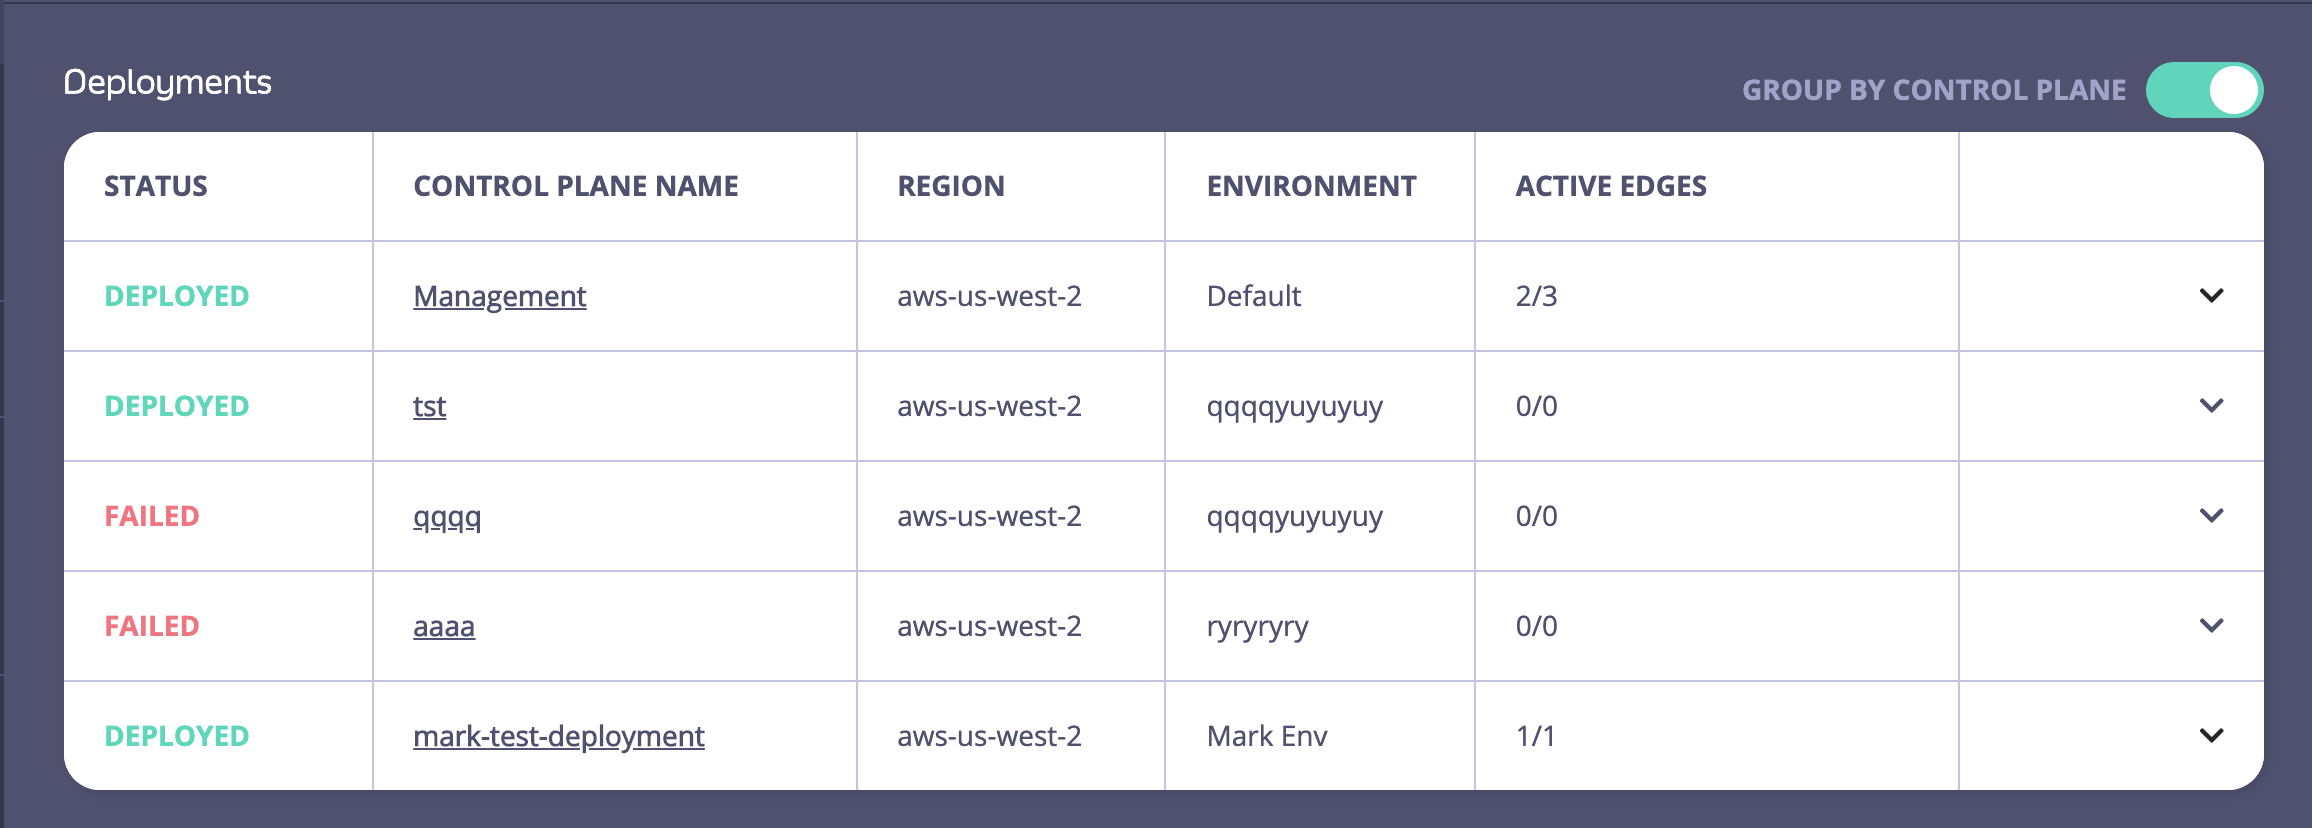 Deployments
GROUP BY CONTROL PLANE
STATUS CONTROL PLANE NAME REGION ENVIRONMENT ACTIVE EDGES
DEPLOYED Management aws-us-west-2 Default 2/3
DEPLOYED tst aws-us-west-2 qqqqyuyuyuy 0/0
FAILED qqqq aws-us-west-2 qqqqyuyuyuy 0/0
FAILED aaaa aws-us-west-2 ryryryry 0/0
DEPLOYED mark-test-deployment aws-us-west-2 Mark Env 1/1